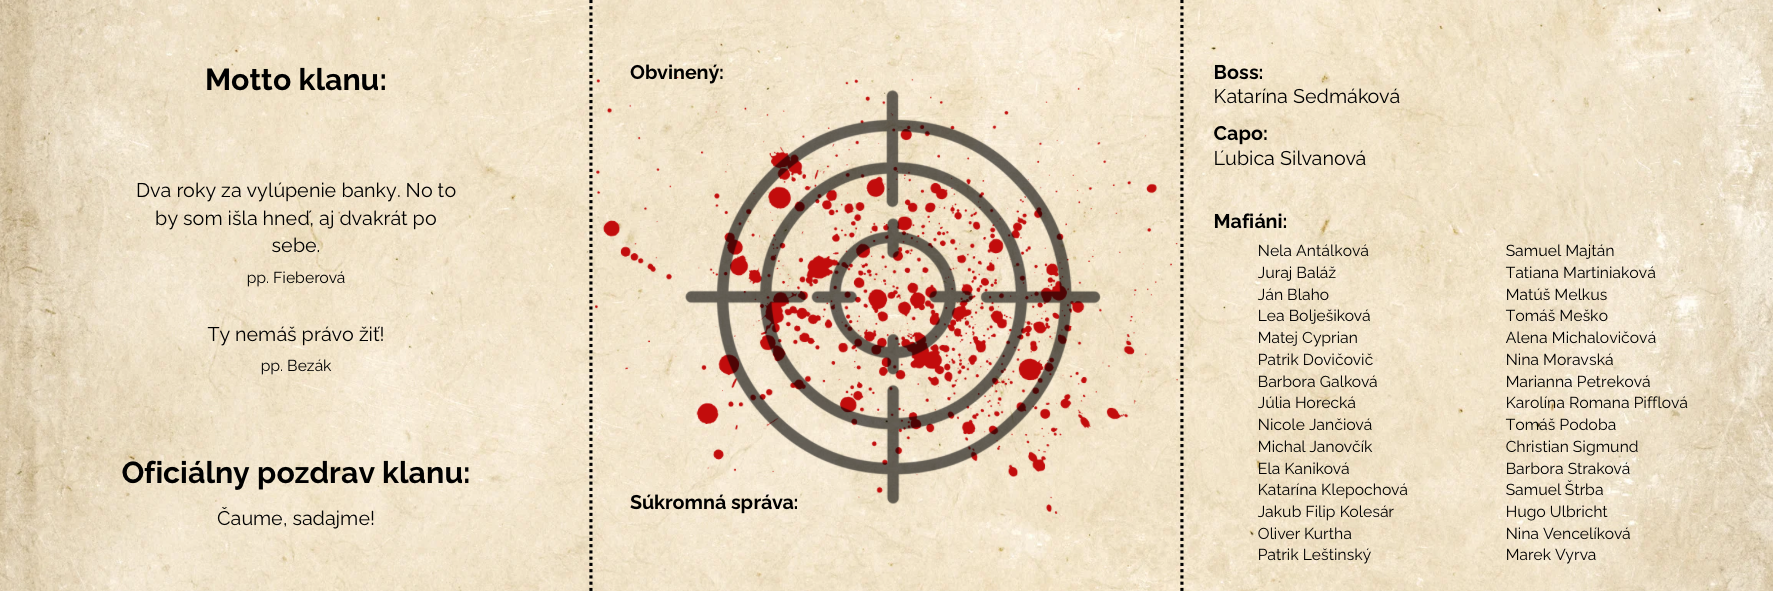 Motto klanu:
Dva roky za vylúpenie banky. No to
by som išla hneď, aj dvakrát po
sebe.
pp. Fieberová
Ty nemáš právo žiť!
pp. Bezák
Oficiálny pozdrav klanu:
Čaume, sadajme!
Obvinený:
Súkromná správa:
Boss:
Katarína Sedmáková
Capo:
Ľubica Silvanová
Mafiáni:
Nela Antálková
Juraj Baláž
Ján Blaho
Lea Bolješiková
Matej Cyprian
Patrik Dovičovič
Barbora Galková
Júlia Horecká
Nicole Jančiová
Michal Janovčík
Ela Kaniková
Katarína Klepochová
Jakub Filip Kolesár
Oliver Kurtha
Patrik Leštinský
Samuel Majtán
Tatiana Martiniaková
Matúš Melkus
Tomáš Meško
Alena Michalovičová
Nina Moravská
Marianna Petreková
Karolína Romana Pifflová
Tomáš Podoba
Christian Sigmund
Barbora Straková
Samuel Štrba
Hugo Ulbricht
Nina Vencelíková
Marek Vyrva